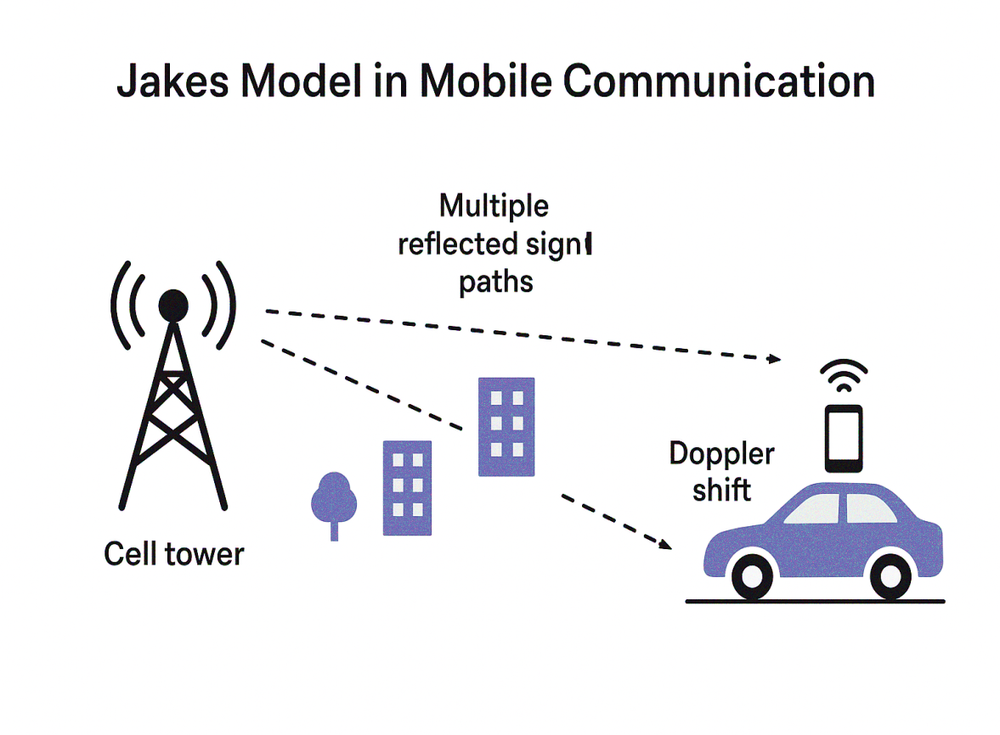 Jakes Model in Mobile Communication
Multiple
reflected signl
paths
Doppler
shift
Cell tower